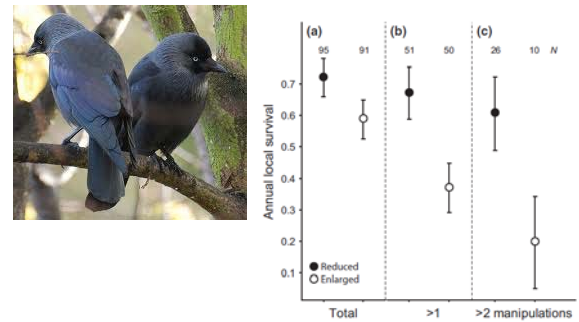 (a) (b) (c)
95 91 51 50 26 10 N
0.7
0.6
0.5
0.4
0.3
0.2
0.1
Annual local survival
Reduced
Enlarged
Total >1 >2 manipulations